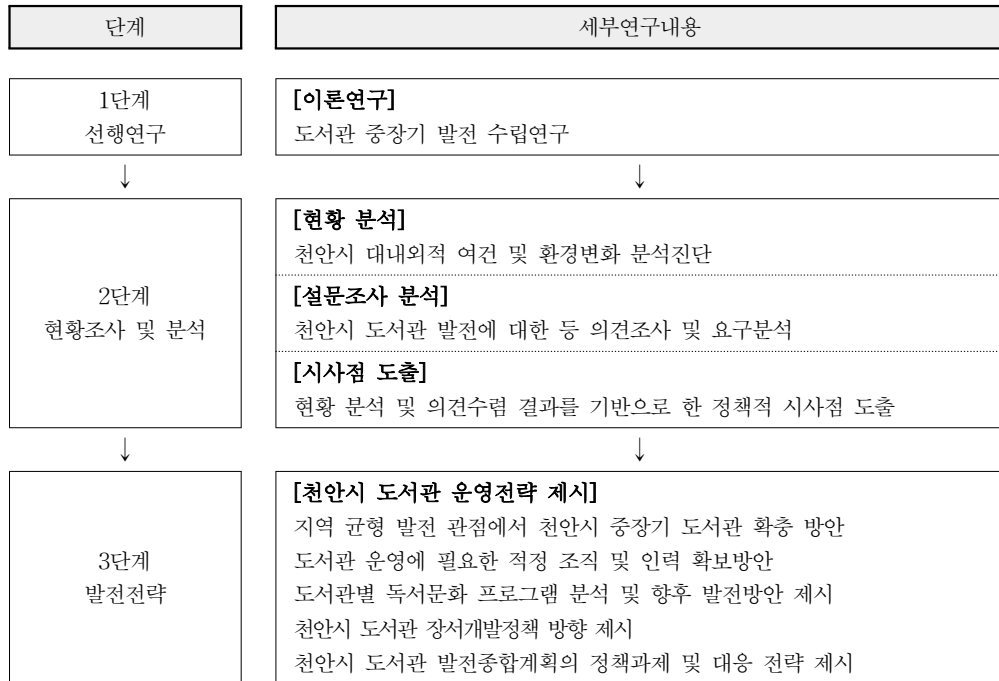 단계
세부연구내용
1단계
선행연구
[이론연구]
도서관 중장기 발전 수립연구
↓
↓
2단계
현황조사 및 분석
[현황 분석]
천안시 대내외적 여건 및 환경변화 분석진단
[설문조사 분석]
천안시 도서관 발전에 대한 등 의견조사 및 요구분석
[시사점 도출]
현황 분석 및 의견수렴 결과를 기반으로 한 정책적 시사점 도출
↓
↓
3단계
발전전략
[천안시 도서관 운영전략 제시]
지역 균형 발전 관점에서 천안시 중장기 도서관 확충 방안
도서관 운영에 필요한 적정 조직 및 인력 확보방안
도서관별 독서문화 프로그램 분석 및 향후 발전방안 제시
천안시 도서관 장서개발정책 방향 제시
천안시 도서관 발전종합계획의 정책과제 및 대응 전략 제시